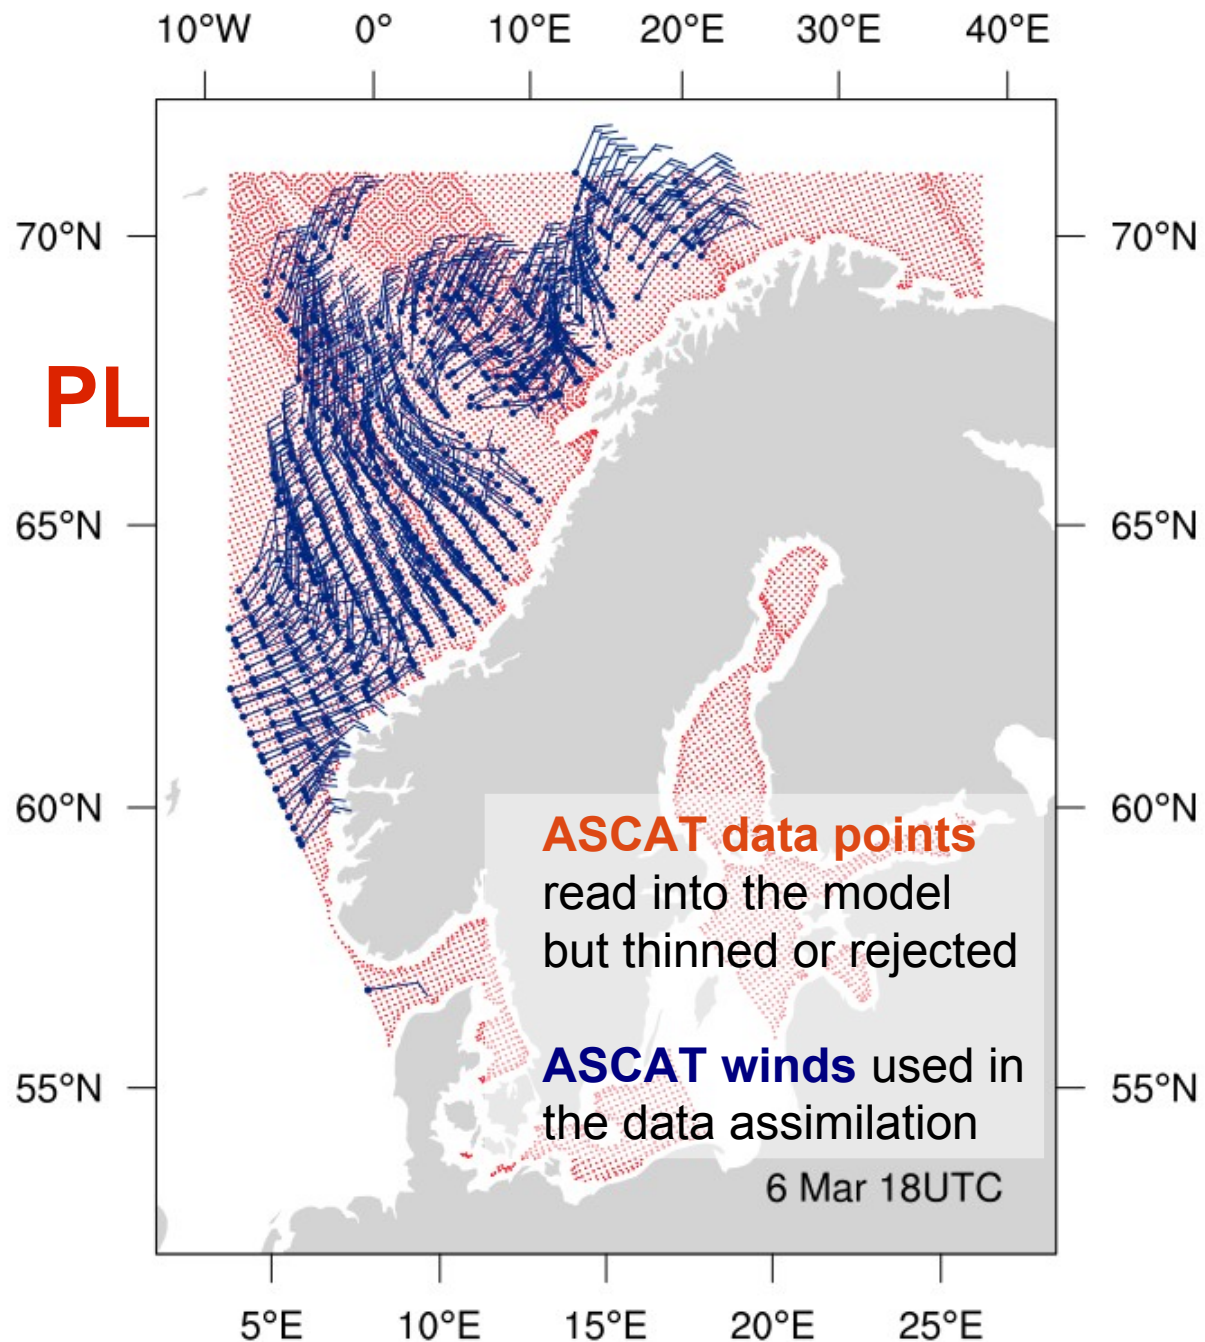 10°W 0° 10°E 20°E 30°E 40°E
70°N 70°N
PL
65°N 65°N
60°N 60°N
ASCAT data points
read into the model
but thinned or rejected
ASCAT winds used in
55°N 55°N
the data assimilation
6 Mar 18UTC
5°E 10°E 15°E 20°E 25°E